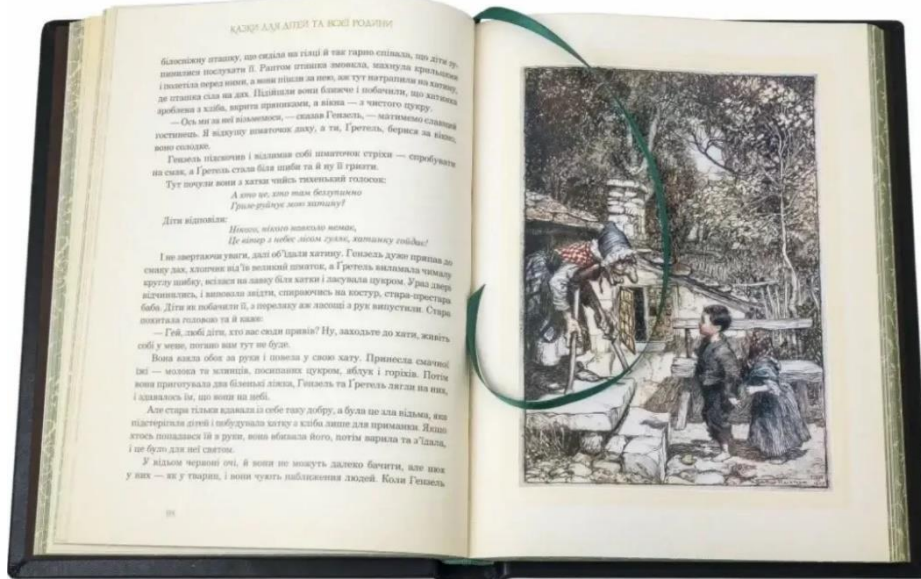 КАЗКИ ДЛЯ ДІТЕЙ ТА ВСІЄЇ РОДИНИ
білосніжну пташку, що сиділа на гілці й так гарно співала, що діти зу-
пинилися послухати її. Раптом пташка змовкла, махнула крильцями
і полетіла перед ними, а вони пішли за нею, аж тут натрапили на хатину,
де пташка сіла на дах. Підійшли вони ближче і побачили, що хатинка
зроблена з хліба, вкрита пряниками, а вікна — з чистого цукру.
— Ось ми за неї візьмемося, — сказав Гензель, — матимемо славний
гостинець. Я відкушу шматочок даху, а ти, Ґретель, берися за вікно,
воно солодке.
Гензель підскочив і відламав собі шматочок стріхи — спробувати
на смак, а Ґретель стала біля шиби та й ну її гризти.
Тут почули вони з хатки чийсь тихенький голосок:
А хто це, хто там безупинно
Гризе-руйнує мою хатину?
Діти відповіли:
Нікого, нікого навколо немає,
Це вітер з небес лісом гуляє, хатинку гойдає!
І не звертаючи уваги, далі об'їдали хатину. Гензель дуже припав до
смаку дах, хлопчик від'їв великий шматок, а Ґретель виламала чималу
круглу шибку, всілася на лавку біля хатки і ласувала цукром. Ураз двері
відчинились, і виповзла звідти, спираючись на костур, стара-престара
баба. Діти як побачили її, з переляку аж ласощі з рук випустили. Стара
похитала головою та й каже:
— Гей, любі діти, хто вас сюди привів? Ну, заходьте до хати, живіть
собі у мене, погано вам тут не буде.
Вона взяла обох за руки і повела у свою хату. Принесла смачної
їжі — молока та млинців, посипаних цукром, яблук і горіхів. Потім
вони приготувала два біленькі ліжка, Гензель та Ґретель лягли на них,
і здавалось їм, що вони на небі.
Але стара тільки вдавала із себе таку добру, а була це зла відьма, яка
підстерігала дітей і побудувала хатку з хліба лише для приманки. Якщо
хтось попадався їй в руки, вона вбивала його, потім варила та з'їдала,
і це було для неї святом.
У відьом червоні очі, й вони не можуть далеко бачити, але нюх
у них — як у тварин, і вони чують наближення людей. Коли Гензель